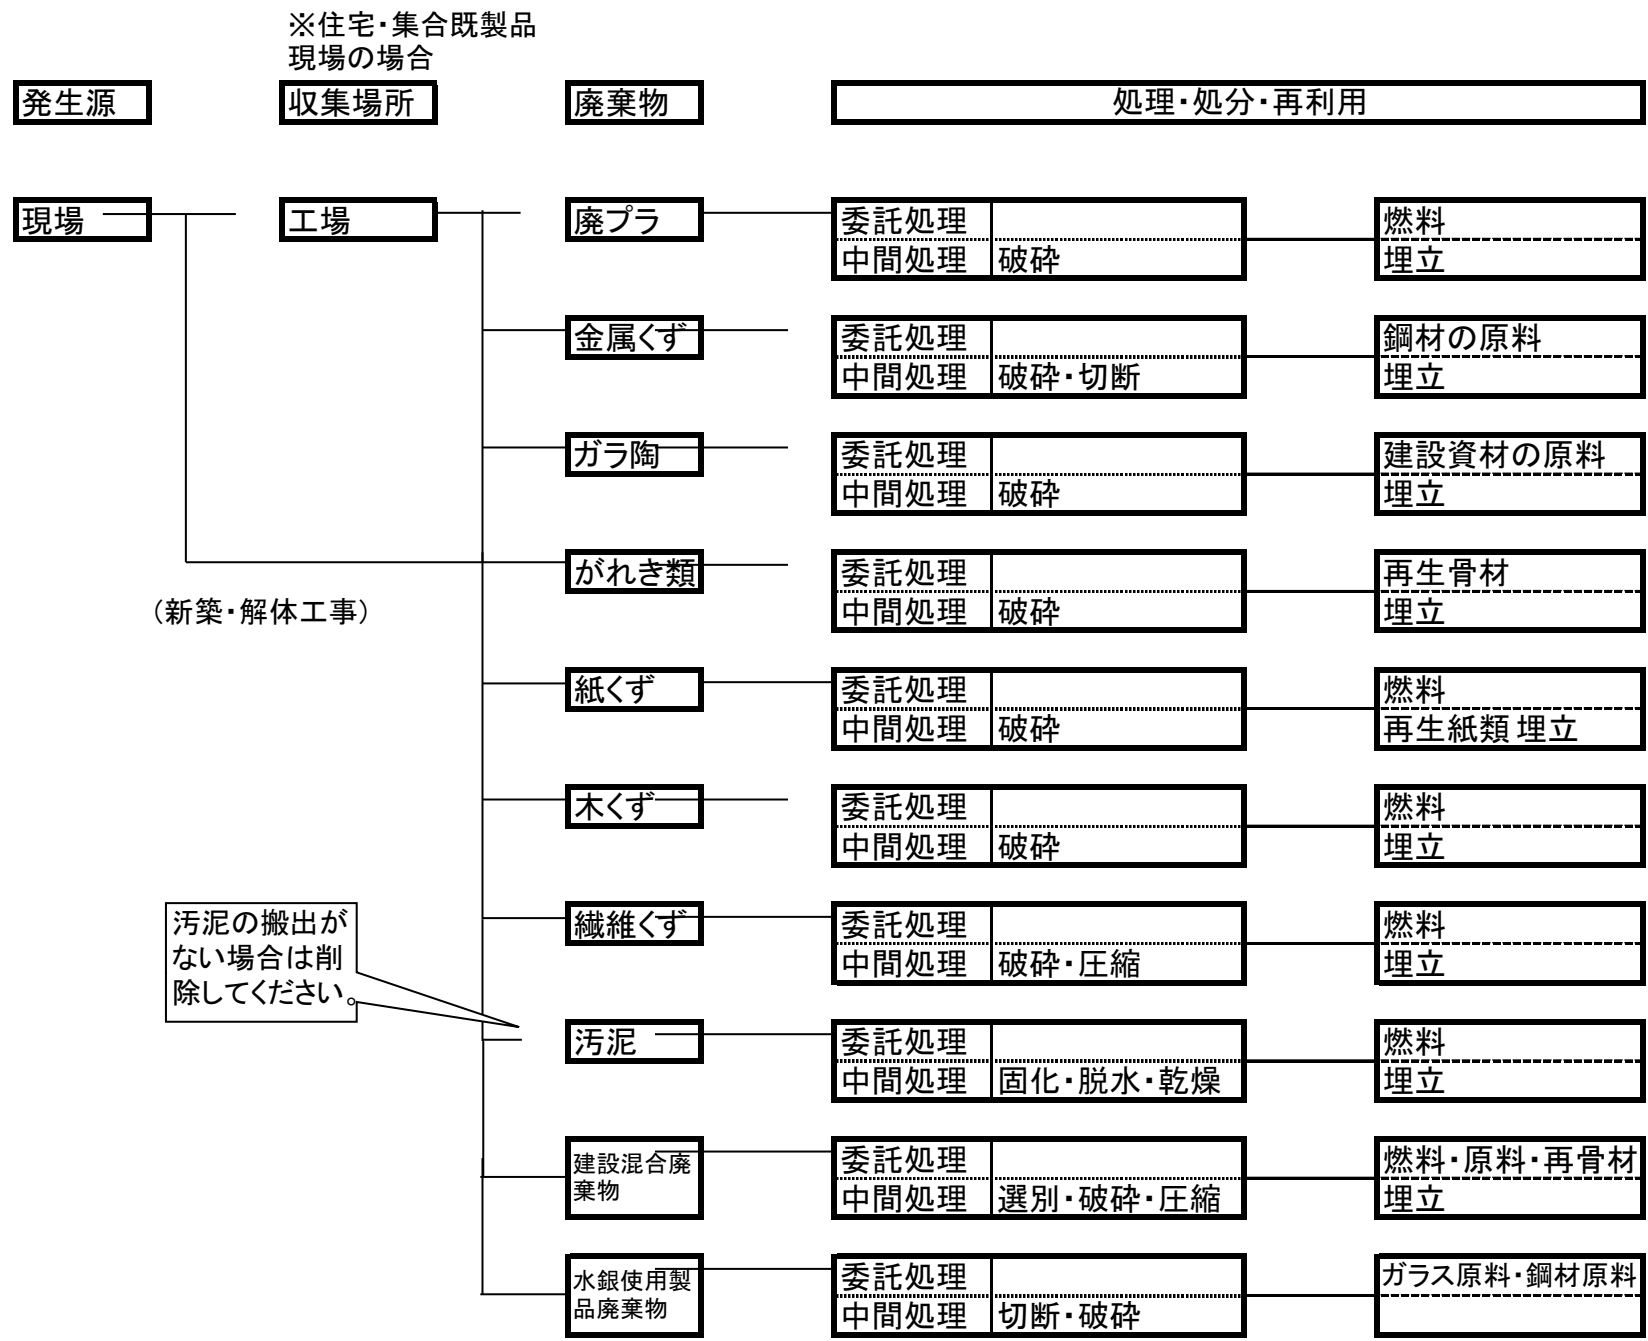 ※住宅・集合既製品
現場の場合
発生源 収集場所 廃棄物 処理・処分・再利用
現場 工場 廃プラ 委託処理 燃料
中間処理 破砕 埋立
金属くず 委託処理 鋼材の原料
中間処理 破砕・切断 埋立
ガラ陶 委託処理 建設資材の原料
中間処理 破砕 埋立
がれき類 委託処理 再生骨材
(新築・解体工事) 中間処理 破砕 埋立
紙くず 委託処理 燃料
中間処理 破砕 再生紙類 埋立
木くず 委託処理 燃料
中間処理 破砕 埋立
繊維くず 委託処理 燃料
中間処理 破砕・圧縮 埋立
汚泥の搬出が
ない場合は削
除してください。
汚泥 委託処理 燃料
中間処理 固化・脱水・乾燥 埋立
建設混合廃
棄物
委託処理 燃料・原料・再骨材
中間処理 選別・破砕・圧縮 埋立
水銀使用製
品廃棄物
委託処理 ガラス原料・鋼材原料
中間処理 切断・破砕